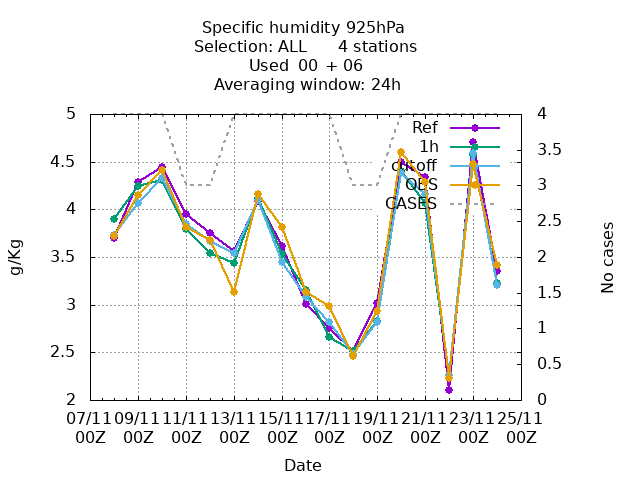 Specific humidity 925hPa
Selection: ALL 4 stations
Used 00 + 06
Averaging window: 24h
g/Kg
5
4.5
4
3.5
3
2.5
2
4
3.5
3
2.5
2
1.5
1
0.5
0
No cases
Ref
1h
cutoff
OBS
CASES
07/11 09/11 11/11 13/11 15/11 17/11 19/11 21/11 23/11 25/11
00Z 00Z 00Z 00Z 00Z 00Z 00Z 00Z 00Z 00Z
Date